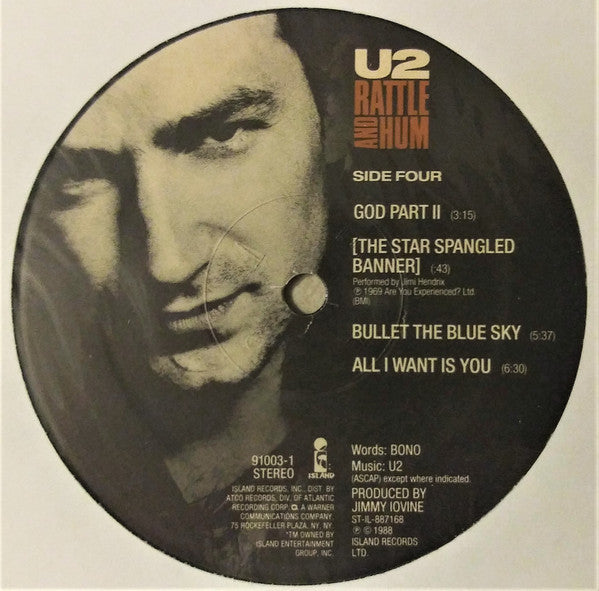 U2
RATTLE
AND HUM
SIDE FOUR
GOD PART II (3:15)
[THE STAR SPANGLED
BANNER] (:43)
Performed by Jimi Hendrix
℗ 1969 Are You Experienced? Ltd.
(BMI)
BULLET THE BLUE SKY (5:37)
ALL I WANT IS YOU (6:30)
91003-1
STEREO
ISLAND
ISLAND RECORDS, INC., DIST. BY
ATCO RECORDS, DIV. OF ATLANTIC
RECORDING CORP. A WARNER
COMMUNICATIONS COMPANY.
75 ROCKEFELLER PLAZA, NY, NY.
*TM OWNED BY
ISLAND ENTERTAINMENT
GROUP, INC.
Words: BONO
Music: U2
(ASCAP) except where indicated.
PRODUCED BY
JIMMY IOVINE
ST-IL-887168
℗ © 1988
ISLAND RECORDS
LTD.